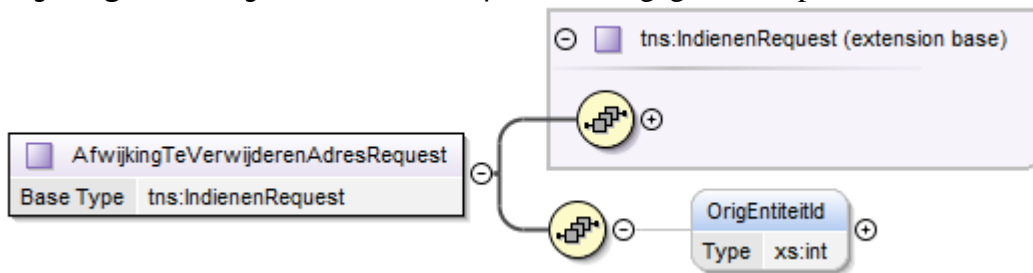 tns:IndienenRequest (extension base)
AfwijkingTeVerwijderenAdresRequest
Base Type tns:IndienenRequest
OrigEntiteitId
Type xs:int